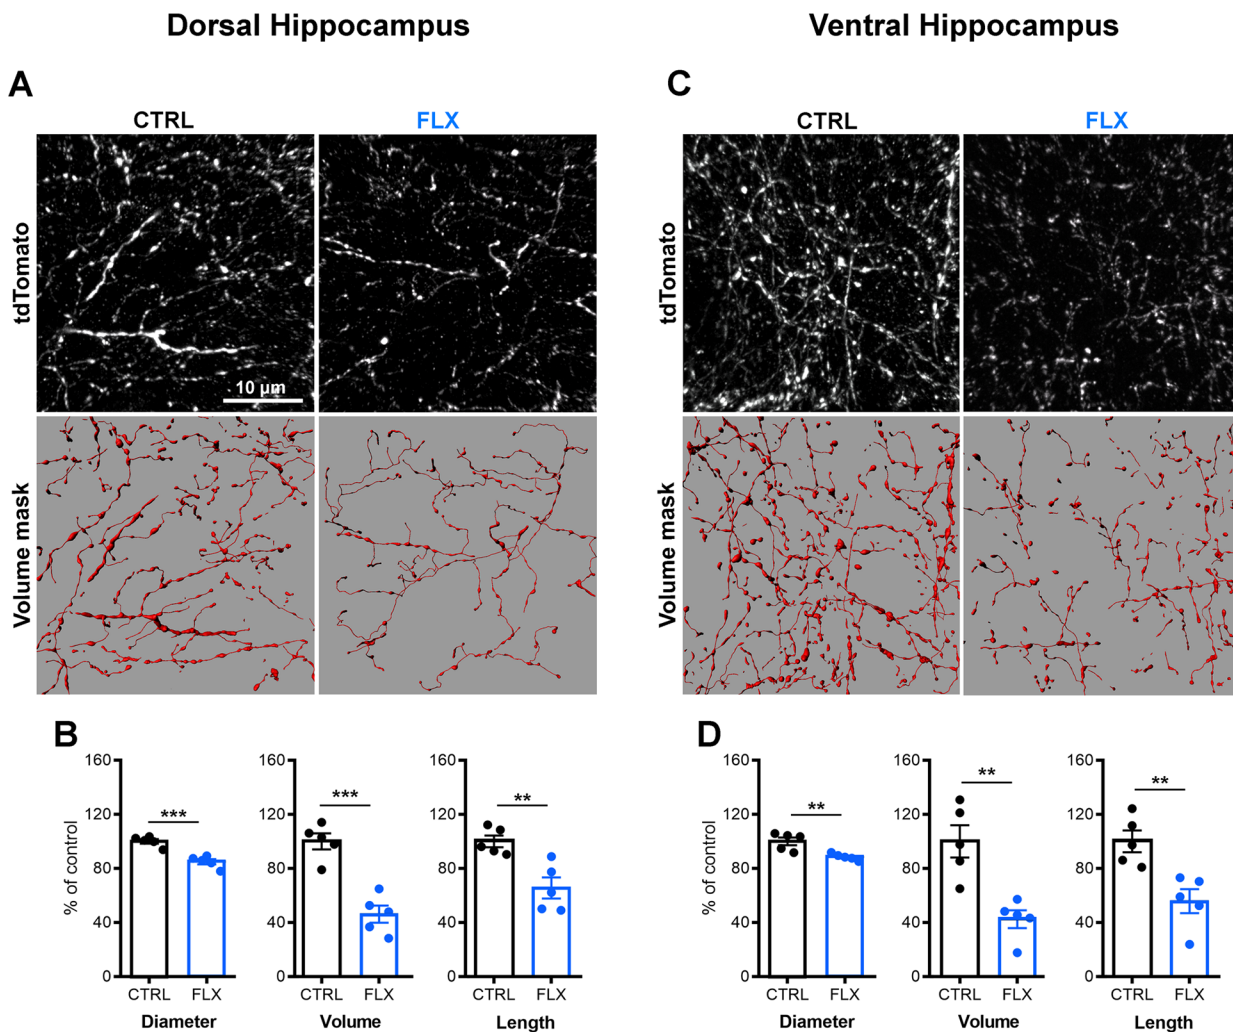 Dorsal Hippocampus
Ventral Hippocampus
A
CTRL
FLX
tdTomato
10 µm
Volume mask
C
CTRL
FLX
tdTomato
Volume mask
B
% of control
160
120
80
40
0
***
CTRL
FLX
Diameter
160
120
80
40
0
***
CTRL
FLX
Volume
160
120
80
40
0
**
CTRL
FLX
Length
D
% of control
160
120
80
40
0
**
CTRL
FLX
Diameter
160
120
80
40
0
**
CTRL
FLX
Volume
160
120
80
40
0
**
CTRL
FLX
Length